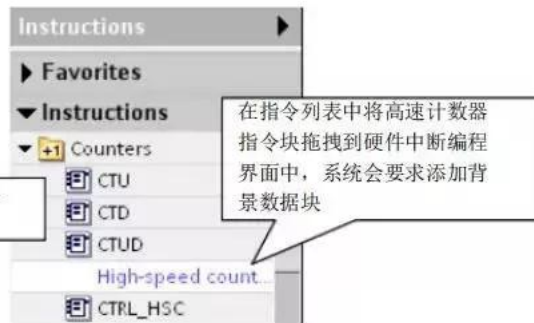 Instructions
Favorites
Instructions
+1 Counters
CTU
CTD
CTUD
High-speed count...
CTRL_HSC
在指令列表中将高速计数器
指令块拖拽到硬件中断编程
界面中，系统会要求添加背
景数据块